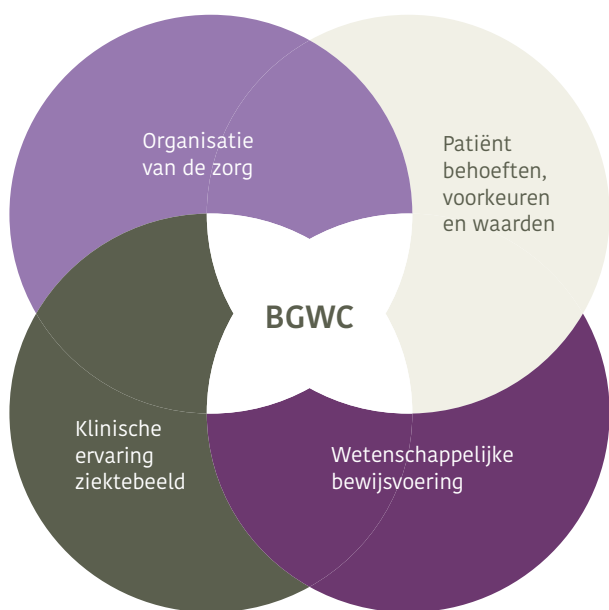 Organisatie
van de zorg
Patiënt
behoeften,
voorkeuren
en waarden
BGWC
Klinische
ervaring
ziektebeeld
Wetenschappelijke
bewijsvoering